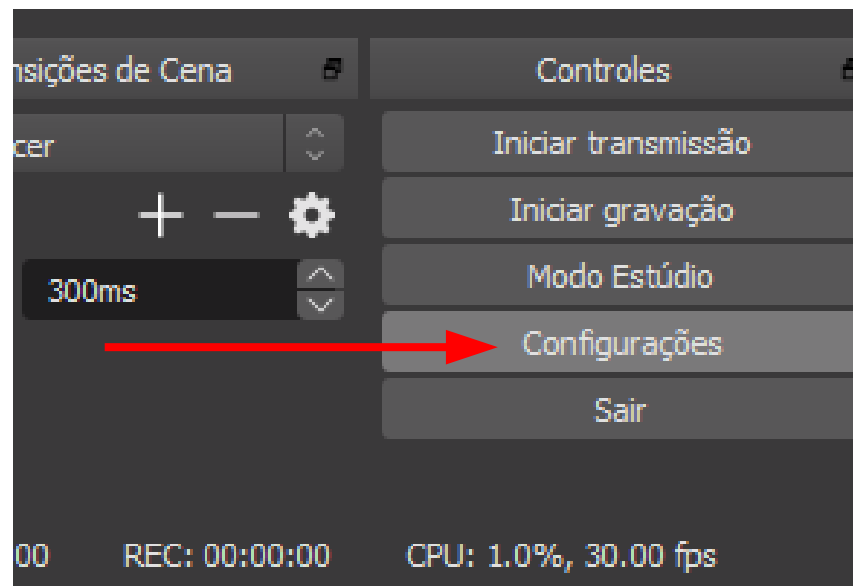 nsições de Cena
cer
300ms
Controles
Iniciar transmissão
Iniciar gravação
Modo Estúdio
Configurações
Sair
00 REC: 00:00:00 CPU: 1.0%, 30.00 fps